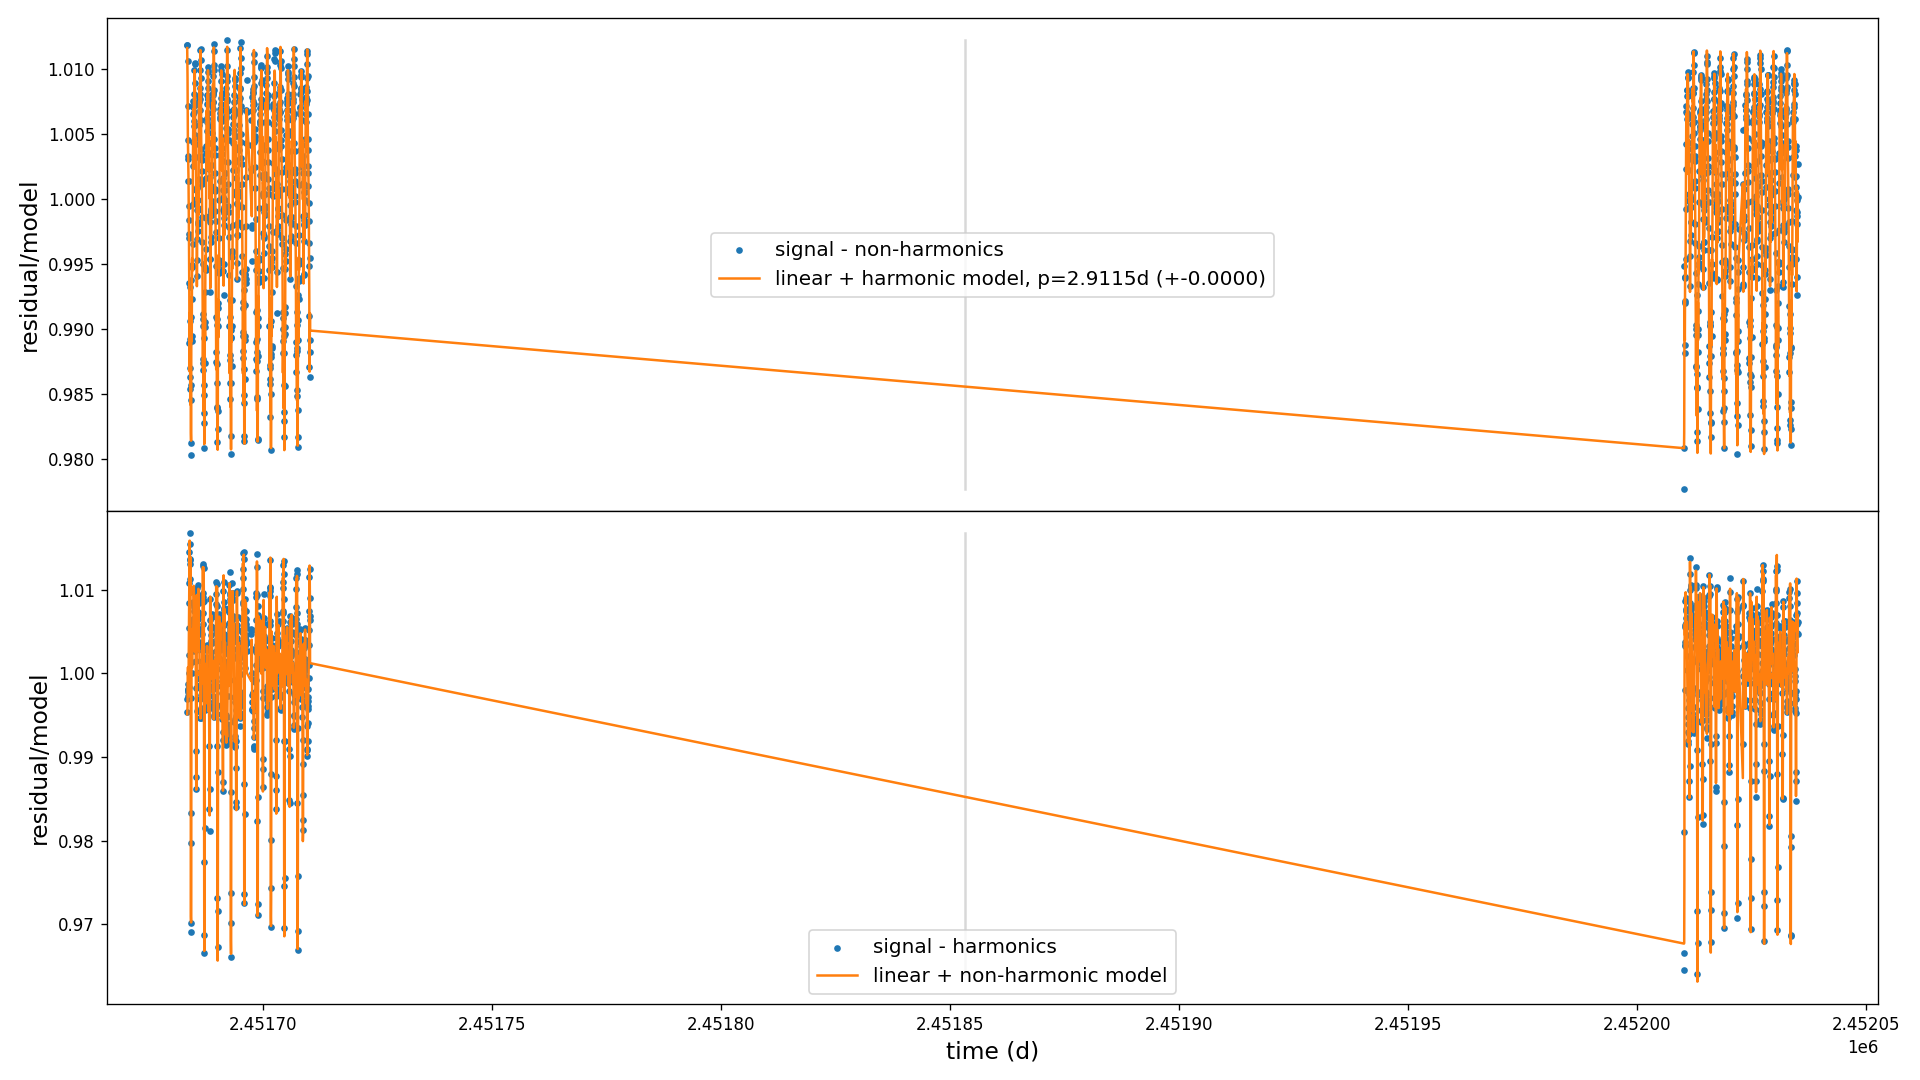 residual/model
1.010
1.005
1.000
0.995
0.990
0.985
0.980
signal - non-harmonics
linear + harmonic model, p=2.9115d (+-0.0000)
residual/model
1.01
1.00
0.99
0.98
0.97
signal - harmonics
linear + non-harmonic model
2.45170
2.45175
2.45180
2.45185
2.45190
2.45195
2.45200
2.45205
1e6
time (d)